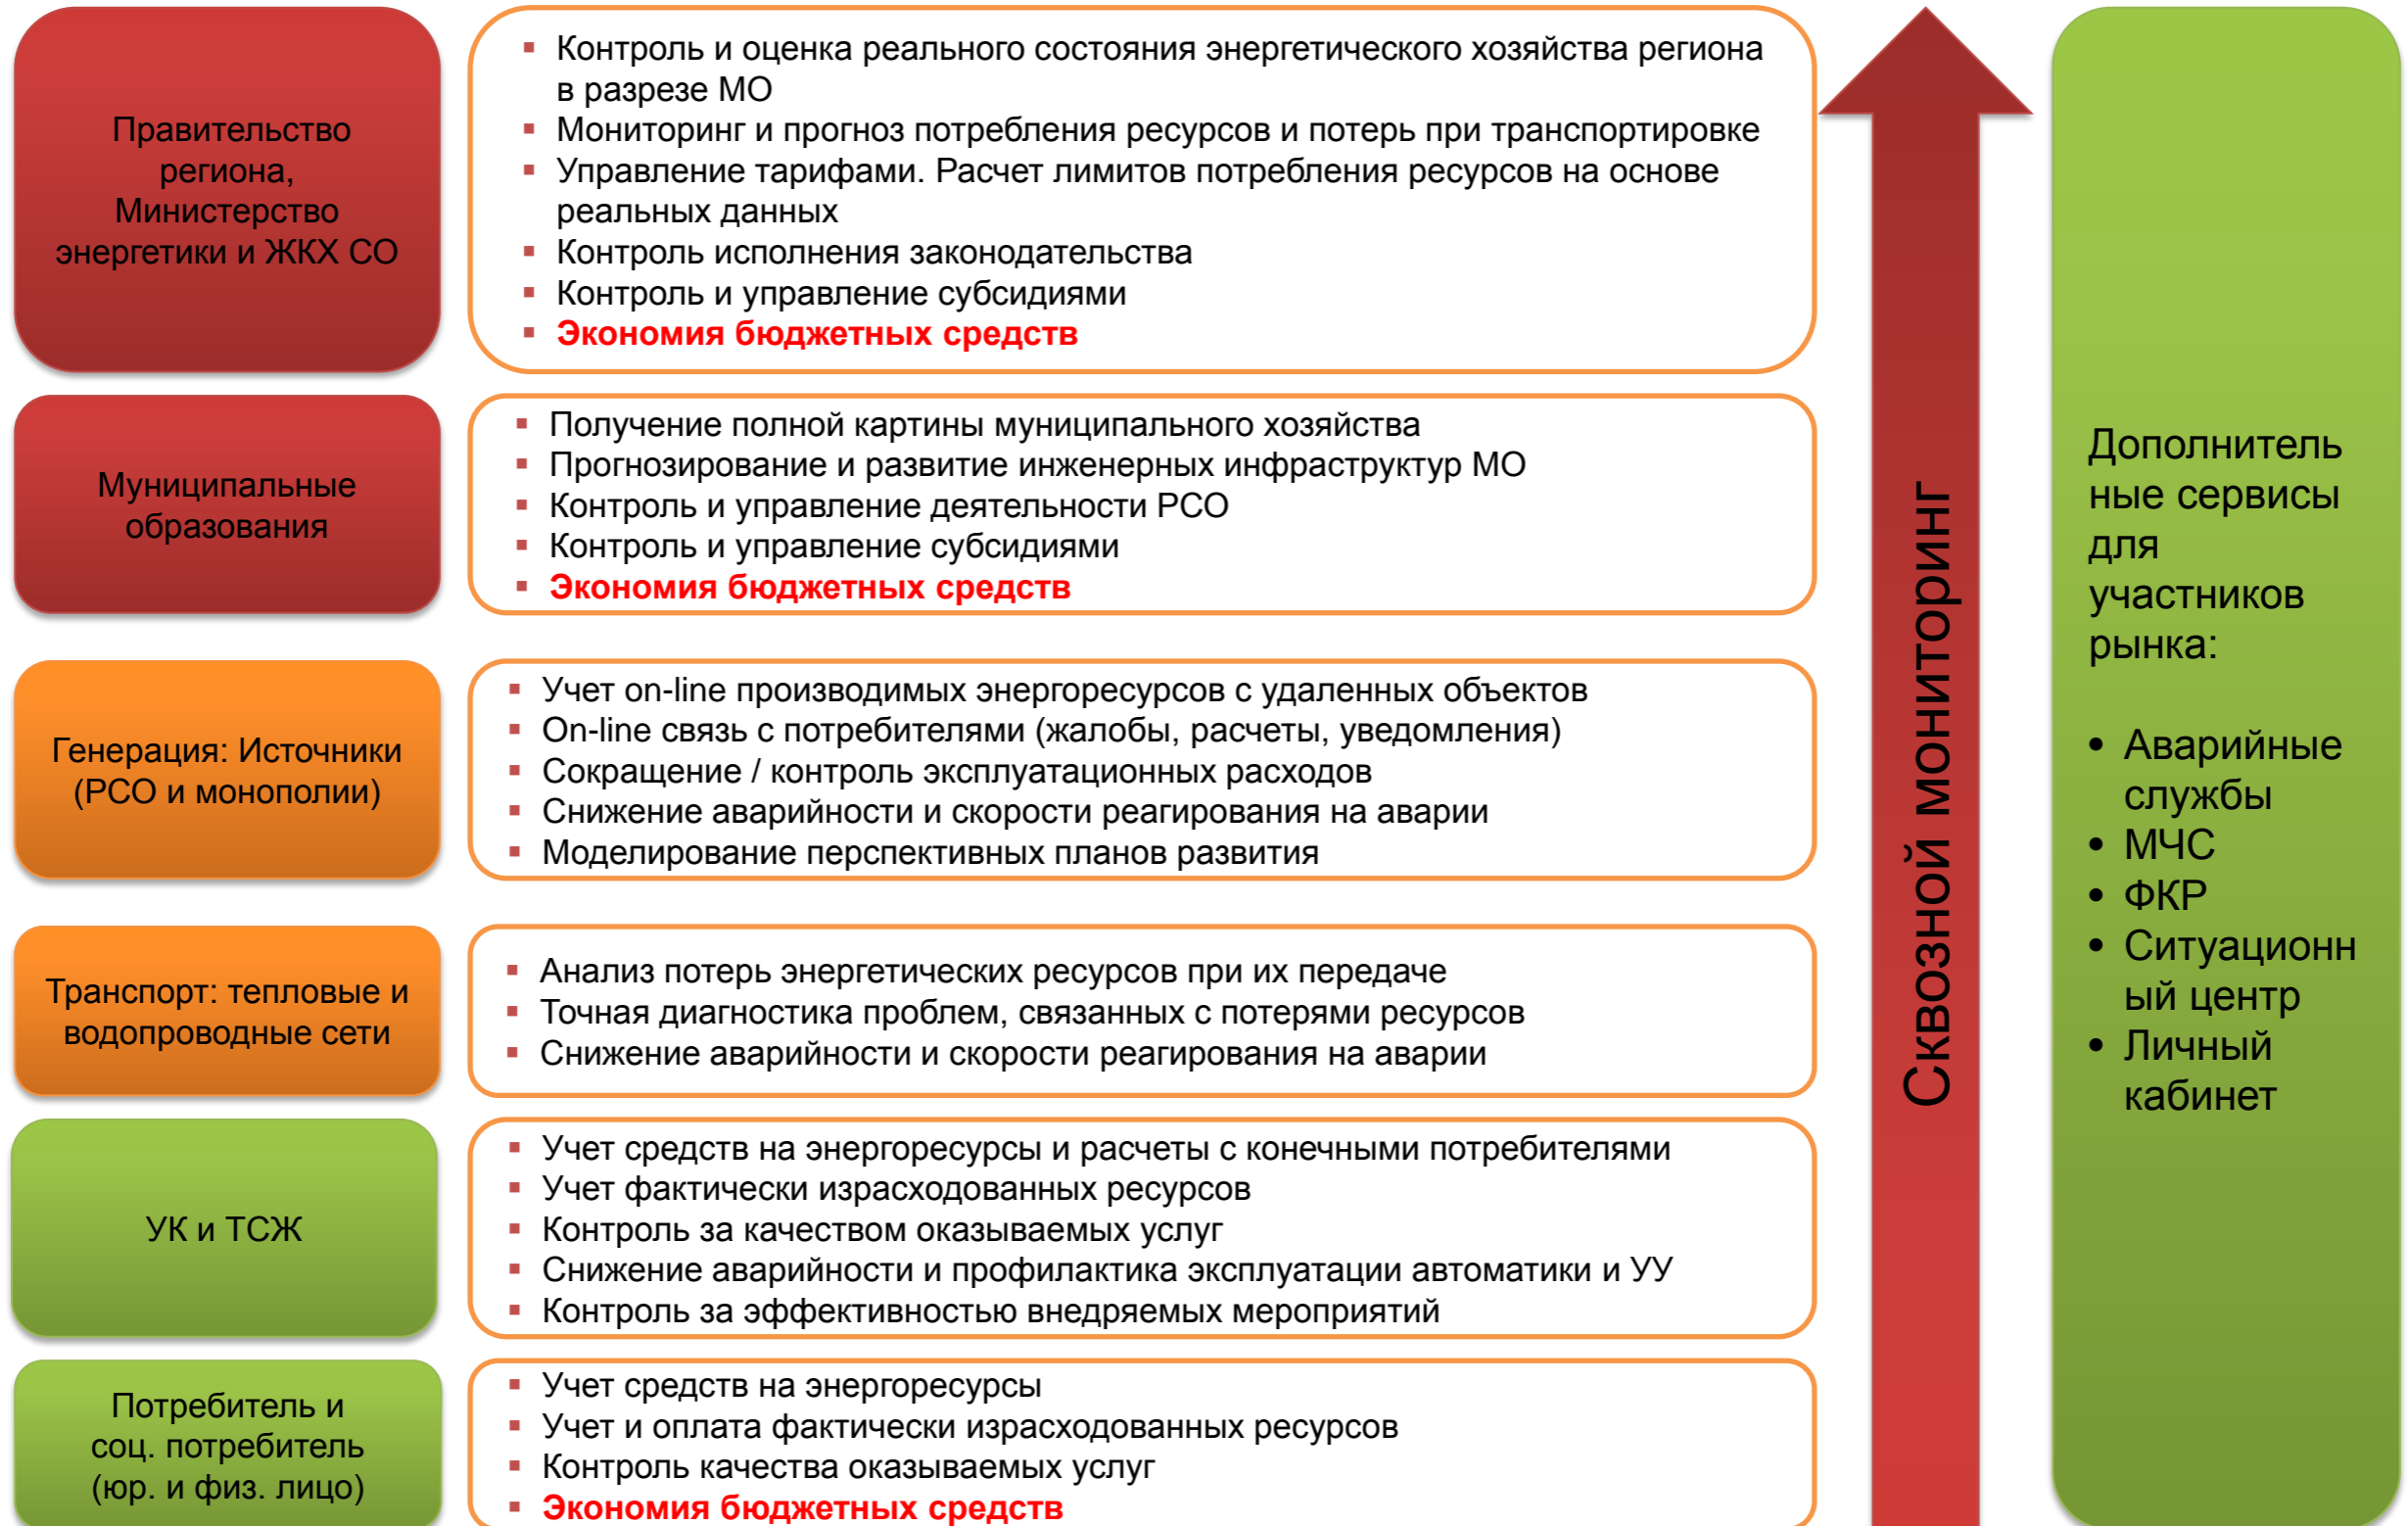 Правительство
региона,
Министерство
энергетики и ЖКХ СО
Контроль и оценка реального состояния энергетического хозяйства региона
в разрезе МО
Мониторинг и прогноз потребления ресурсов и потерь при транспортировке
Управление тарифами. Расчет лимитов потребления ресурсов на основе
реальных данных
Контроль исполнения законодательства
Контроль и управление субсидиями
Экономия бюджетных средств
Муниципальные
образования
Получение полной картины муниципального хозяйства
Прогнозирование и развитие инженерных инфраструктур МО
Контроль и управление деятельности РСО
Контроль и управление субсидиями
Экономия бюджетных средств
Генерация: Источники
(РСО и монополии)
Учет on-line производимых энергоресурсов с удаленных объектов
On-line связь с потребителями (жалобы, расчеты, уведомления)
Сокращение / контроль эксплуатационных расходов
Снижение аварийности и скорости реагирования на аварии
Моделирование перспективных планов развития
Транспорт: тепловые и
водопроводные сети
Анализ потерь энергетических ресурсов при их передаче
Точная диагностика проблем, связанных с потерями ресурсов
Снижение аварийности и скорости реагирования на аварии
УК и ТСЖ
Учет средств на энергоресурсы и расчеты с конечными потребителями
Учет фактически израсходованных ресурсов
Контроль за качеством оказываемых услуг
Снижение аварийности и профилактика эксплуатации автоматики и УУ
Контроль за эффективностью внедряемых мероприятий
Потребитель и
соц. потребитель
(юр. и физ. лицо)
Учет средств на энергоресурсы
Учет и оплата фактически израсходованных ресурсов
Контроль качества оказываемых услуг
Экономия бюджетных средств
Сквозной мониторинг
Дополнитель
ные сервисы
для
участников
рынка:
• Аварийные
службы
• МЧС
• ФКР
• Ситуационн
ый центр
• Личный
кабинет